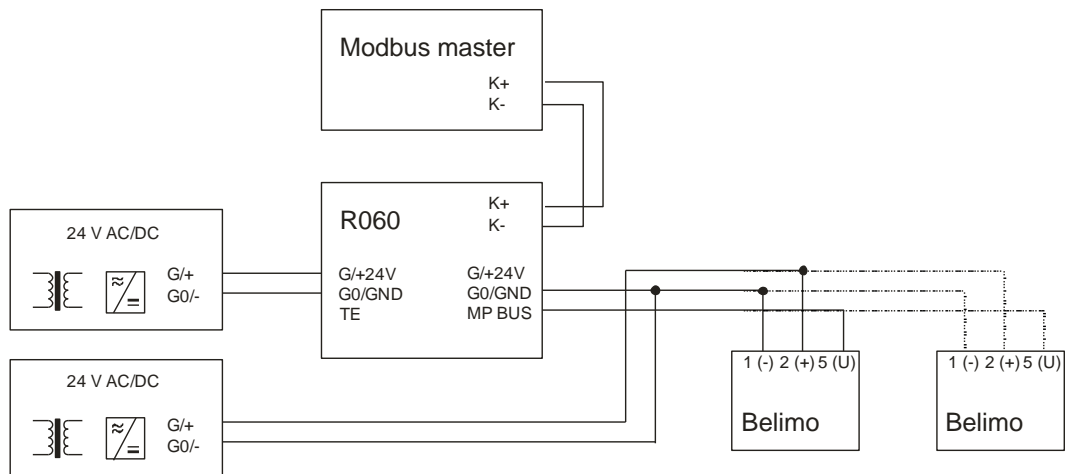 Modbus master
K+
K-
R060
K+
K-
G/+24V
G0/GND
TE
G/+24V
G0/GND
MP BUS
24 V AC/DC
G/+
G0/-
24 V AC/DC
G/+
G0/-
1 (-) 2 (+) 5 (U)
Belimo
1 (-) 2 (+) 5 (U)
Belimo